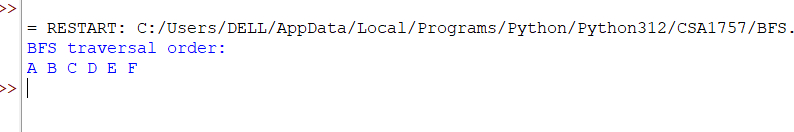 >>
= RESTART: C:/Users/DELL/AppData/Local/Programs/Python/Python312/CSA1757/BFS.
BFS traversal order:
A B C D E F
>>